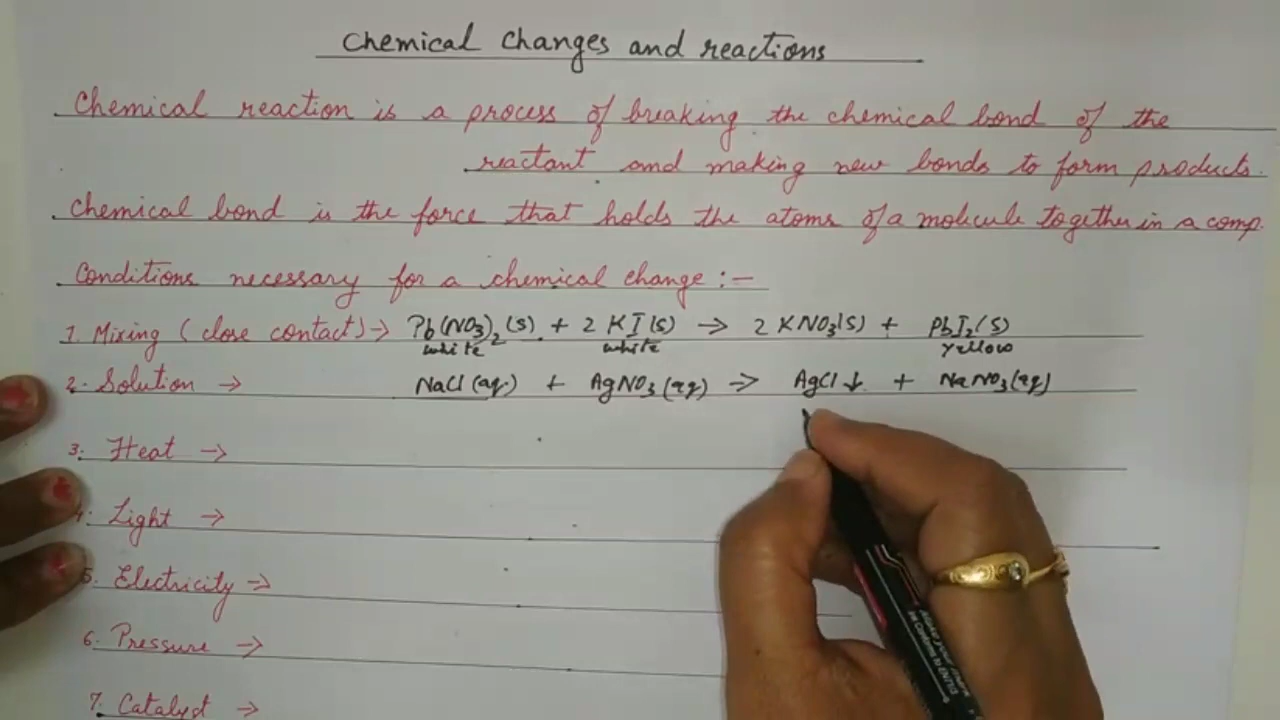 Chemical changes and reactions
Chemical reaction is a process of breaking the chemical bond of the
reactant and making new bonds to form products.
Chemical bond is the force that holds the atoms of a molecule together in a comp.
Conditions necessary for a chemical change :-
1. Mixing (close contact) → Pb(NO3)2(s) + 2 KI(s) → 2 KNO3(s) + PbI2(s)
white white yellow
2. Solution → NaCl(aq) + AgNO3(aq) → AgCl↓ + NaNO3(aq)
3. Heat →
4. Light →
5. Electricity →
6. Pressure →
7. Catalyst →